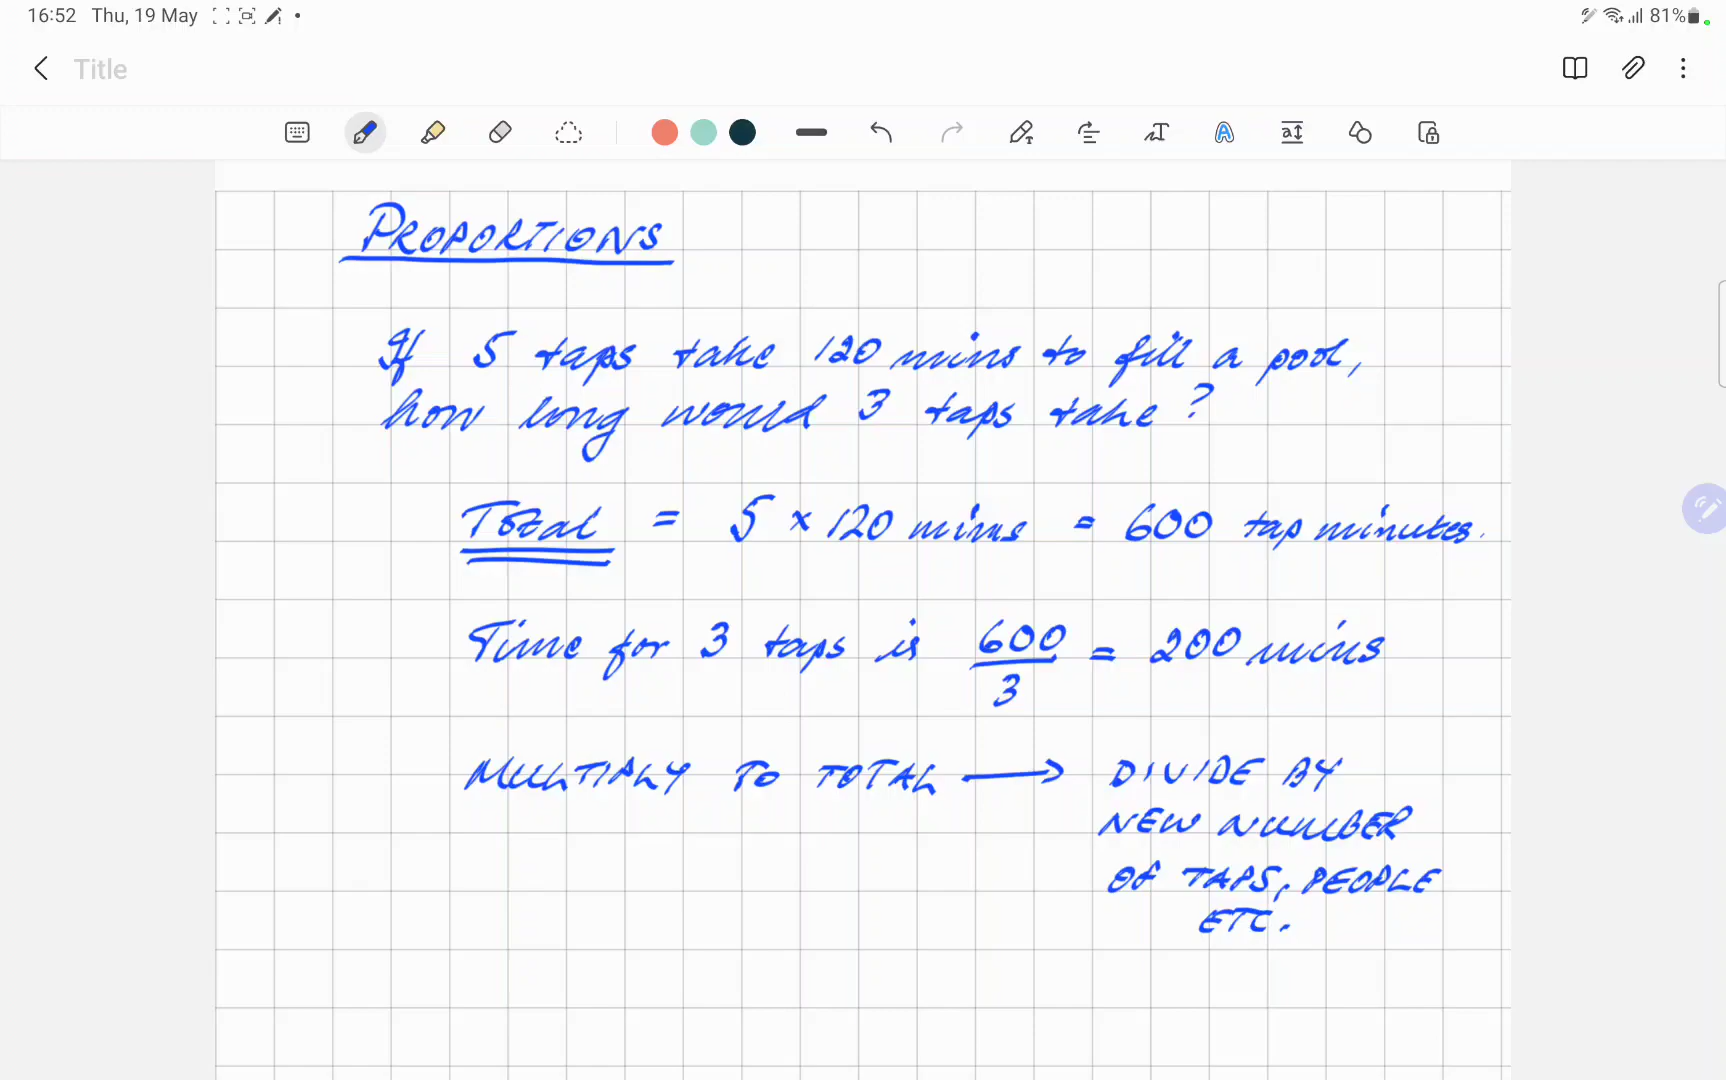 16:52 Thu, 19 May 81%
Title
PROPORTIONS
If 5 taps take 120 mins to fill a pool,
how long would 3 taps take?
Total = 5 × 120 mins = 600 tap minutes.
Time for 3 taps is 600/3 = 200 mins
MULTIPLY TO TOTAL → DIVIDE BY
NEW NUMBER
OF TAPS, PEOPLE
ETC.